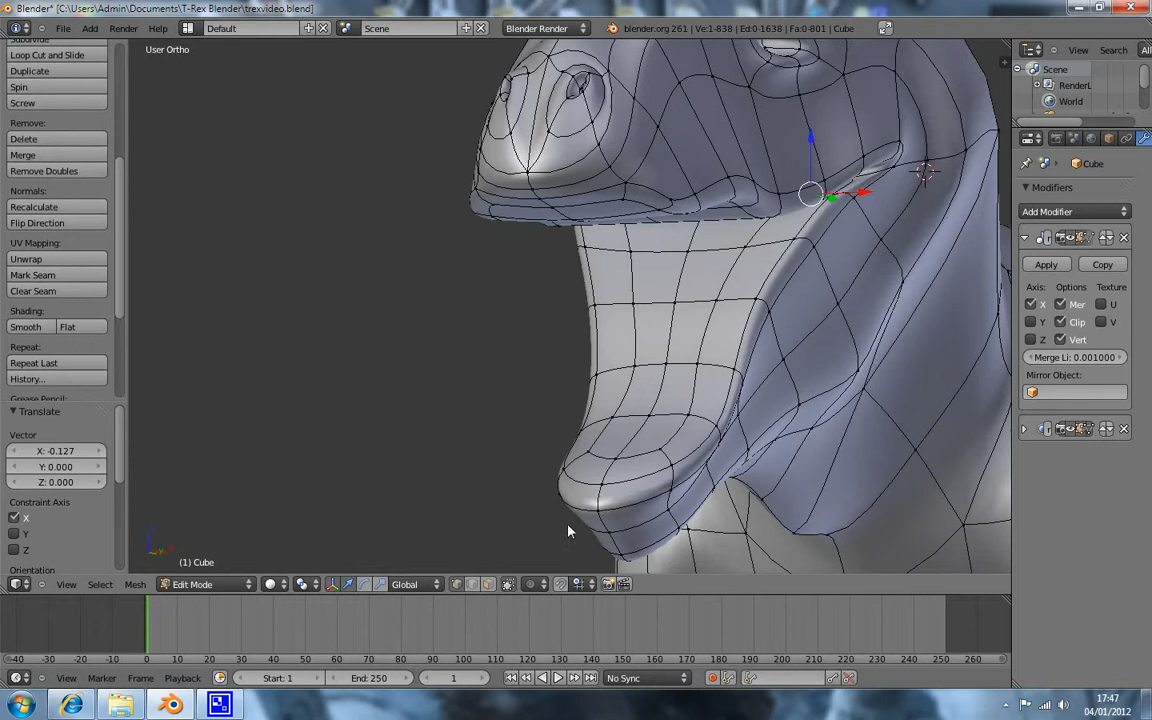 Blender* [C:\Users\Admin\Documents\T-Rex Blender\trexvideo.blend]
File Add Render Help Default Scene Blender Render blender.org 261 | Ve:1-838 | Ed:0-1638 | Fa:0-801 | Cube
User Ortho
View Search All
Scene
RenderL
World
Loop Cut and Slide
Duplicate
Spin
Screw
Remove:
Delete
Merge
Remove Doubles
Normals:
Recalculate
Flip Direction
UV Mapping:
Unwrap
Mark Seam
Clear Seam
Shading:
Smooth Flat
Repeat:
Repeat Last
History...
Translate
Vector
X: -0.127
Y: 0.000
Z: 0.000
Constraint Axis
X
Y
Z
Orientation
Cube
Modifiers
Add Modifier
Apply Copy
Axis: Options Texture
X Mer U
Y Clip V
Z Vert
Merge Li: 0.001000
Mirror Object:
(1) Cube
View Select Mesh Edit Mode Global
-40 -30 -20 -10 0 10 20 30 40 50 60 70 80 90 100 110 120 130 140 150 160 170 180 190 200 210 220 230 240 250 260
View Marker Frame Playback Start: 1 End: 250 1 No Sync
17:47
04/01/2012